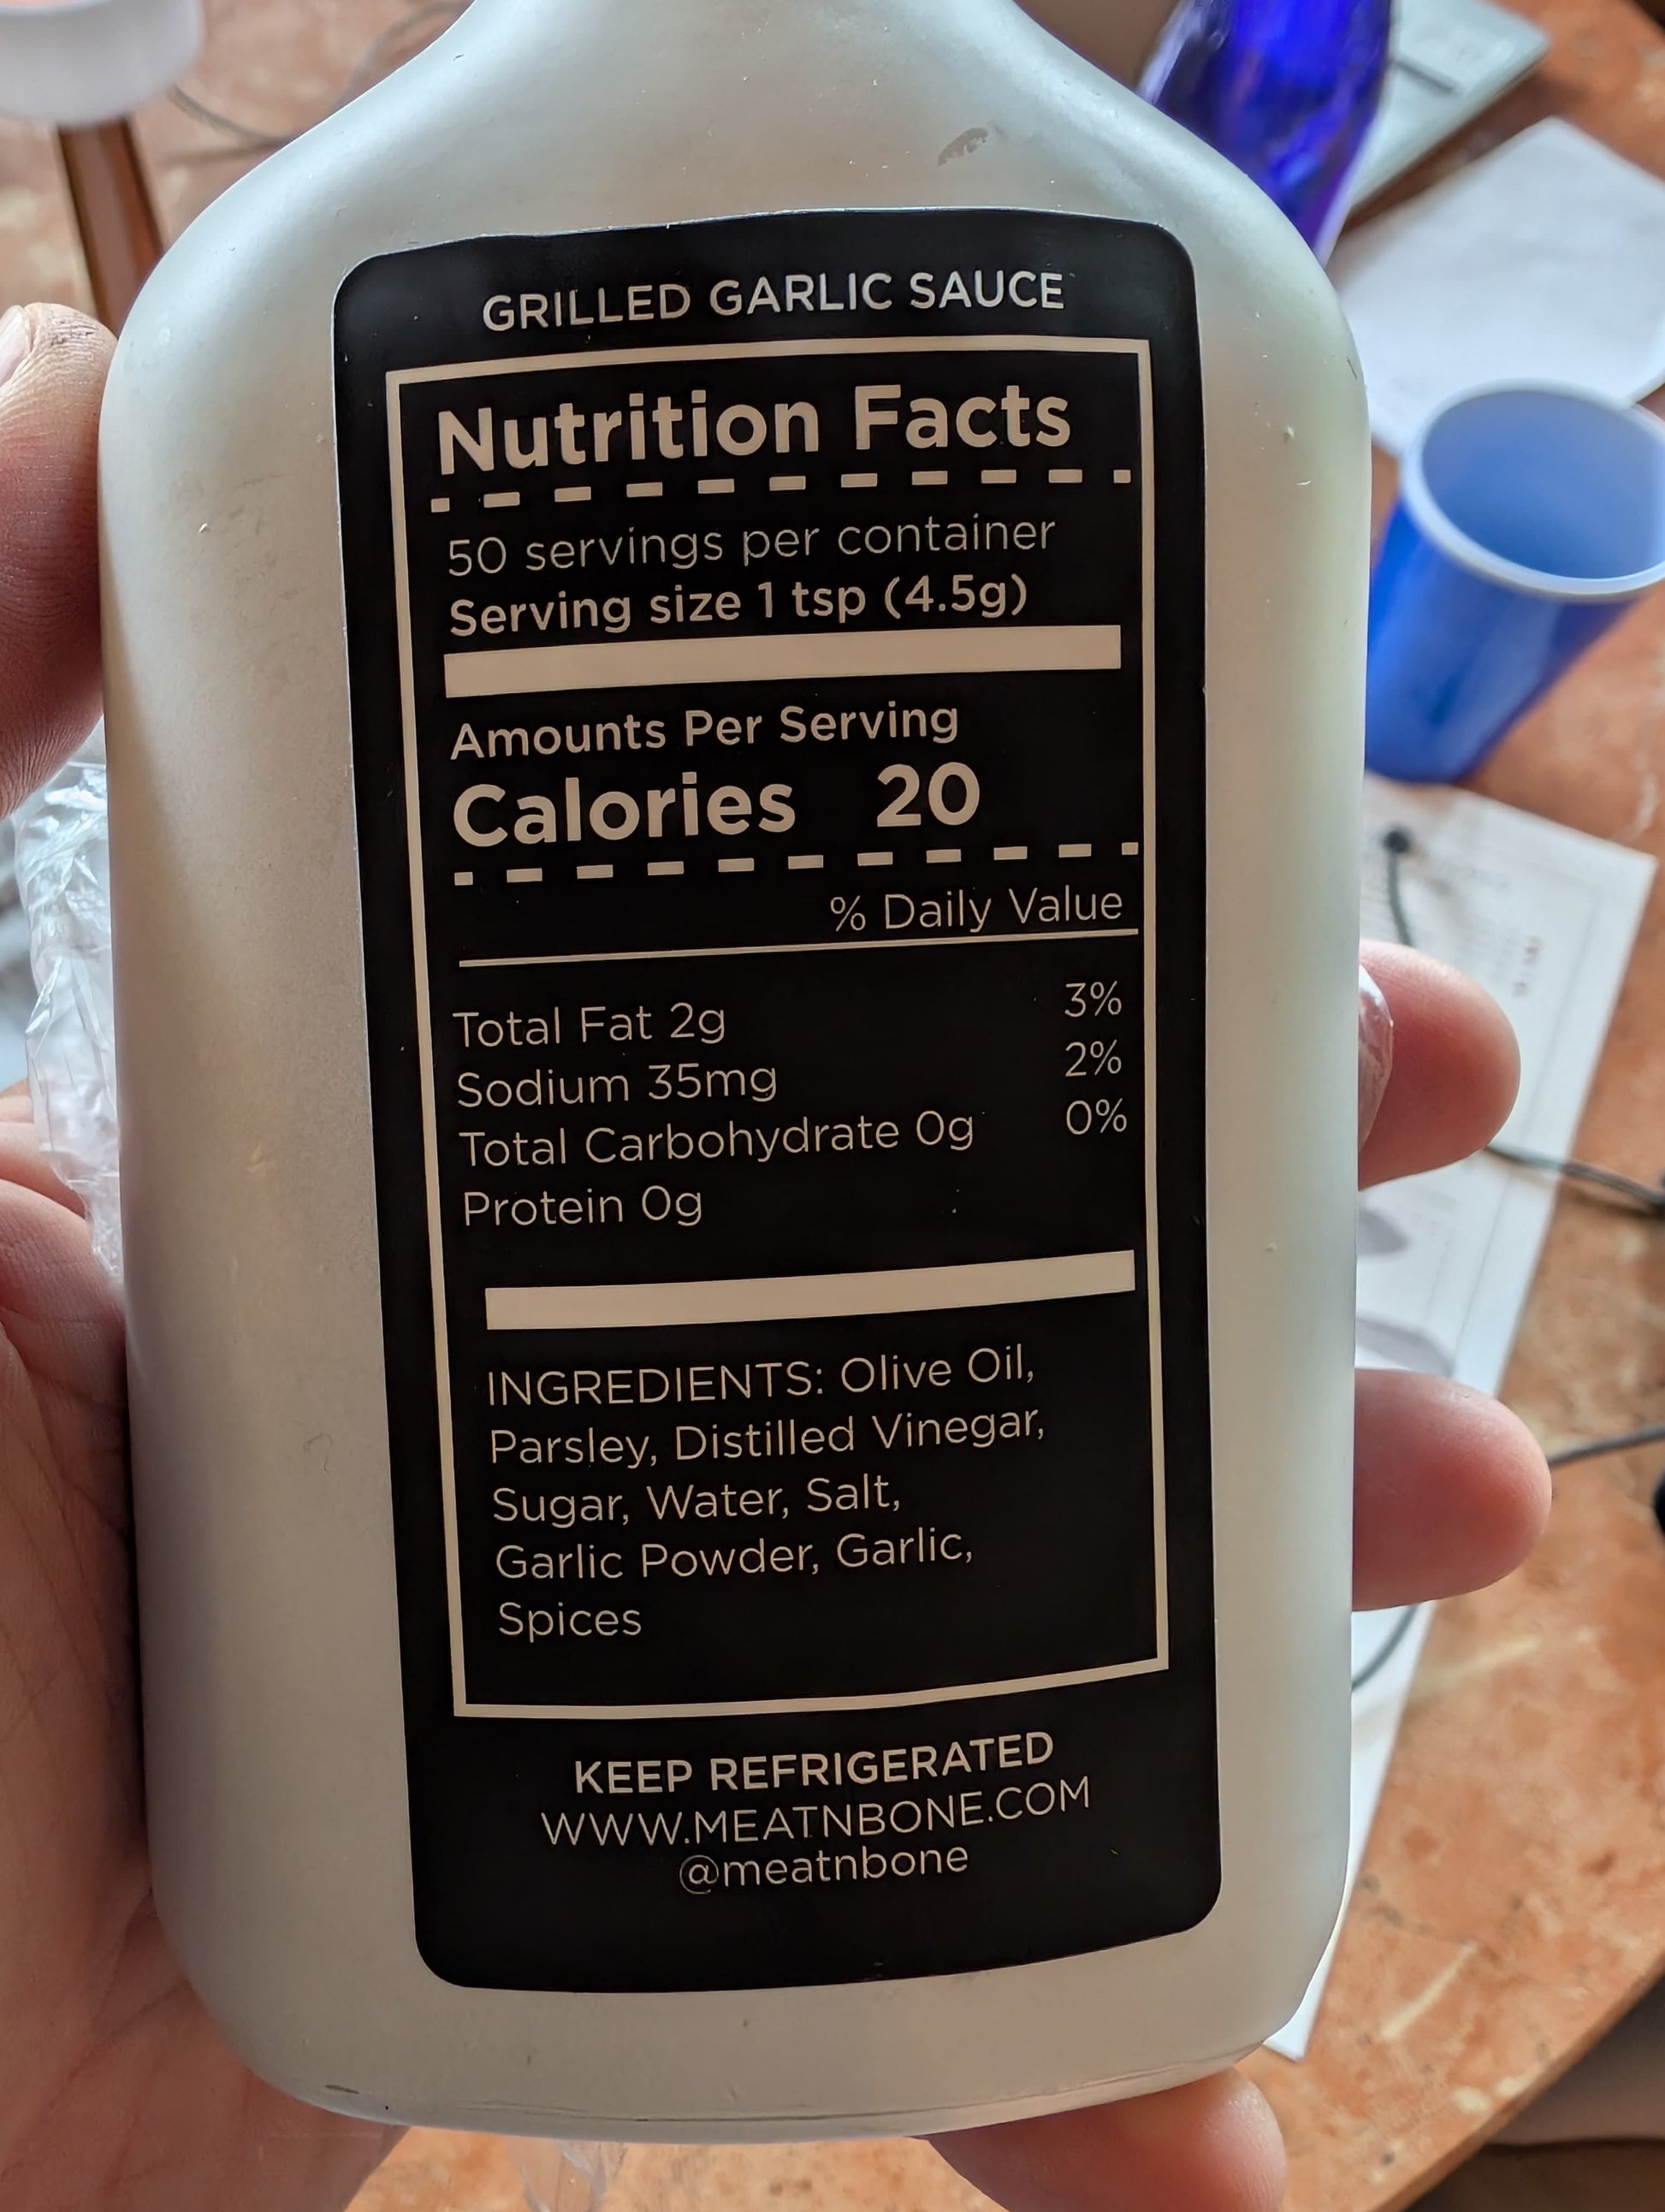 GRILLED GARLIC SAUCE
Nutrition Facts
50 servings per container
Serving size 1 tsp (4.5g)
Amounts Per Serving
Calories 20
% Daily Value
Total Fat 2g 3%
Sodium 35mg 2%
Total Carbohydrate 0g 0%
Protein 0g
INGREDIENTS: Olive Oil,
Parsley, Distilled Vinegar,
Sugar, Water, Salt,
Garlic Powder, Garlic,
Spices
KEEP REFRIGERATED
WWW.MEATNBONE.COM
@meatnbone